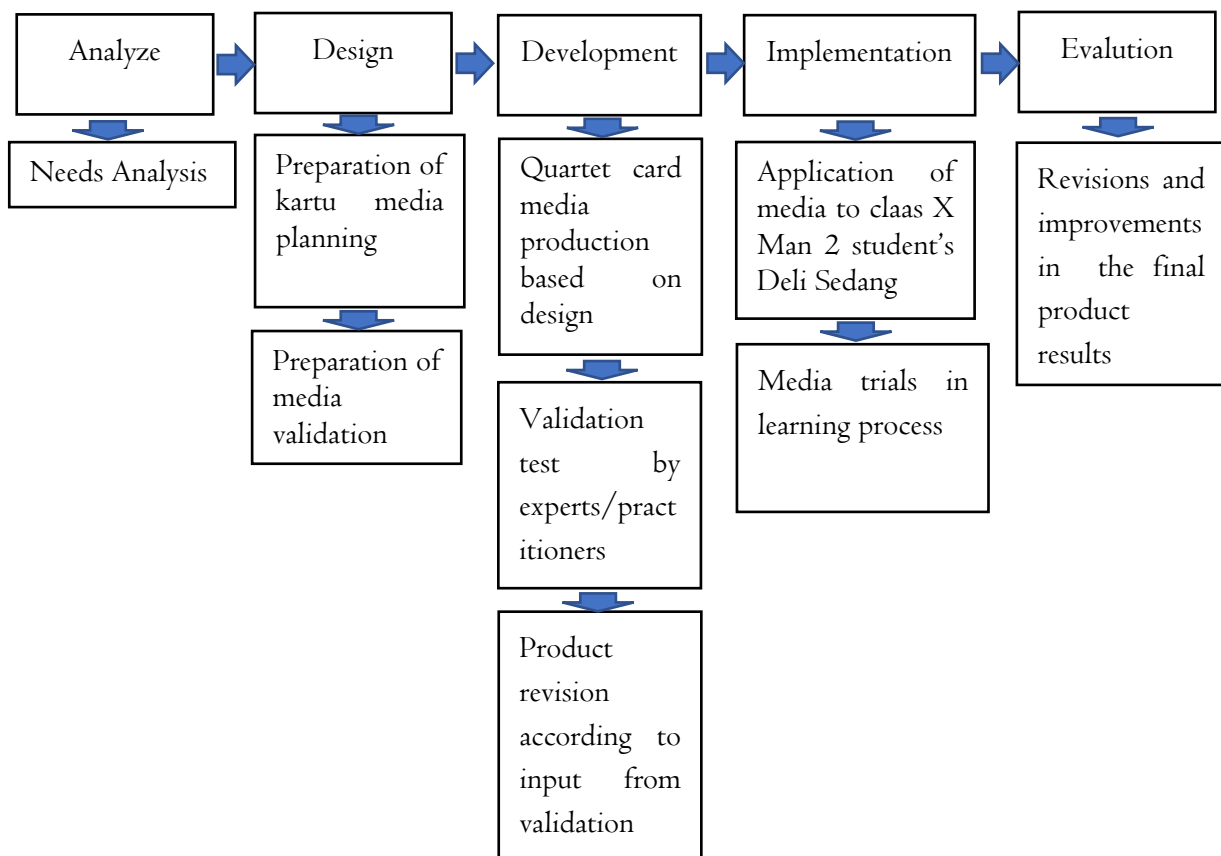 Analyze
Design
Development
Implementation
Evalution
Needs Analysis
Preparation of
kartu media
planning
Preparation of
media
validation
Quartet card
media
production
based on
design
Validation
test by
experts/pract
itioners
Product
revision
according to
input from
validation
Application of
media to claas X
Man 2 student's
Deli Sedang
Media trials in
learning process
Revisions and
improvements
in the final
product
results